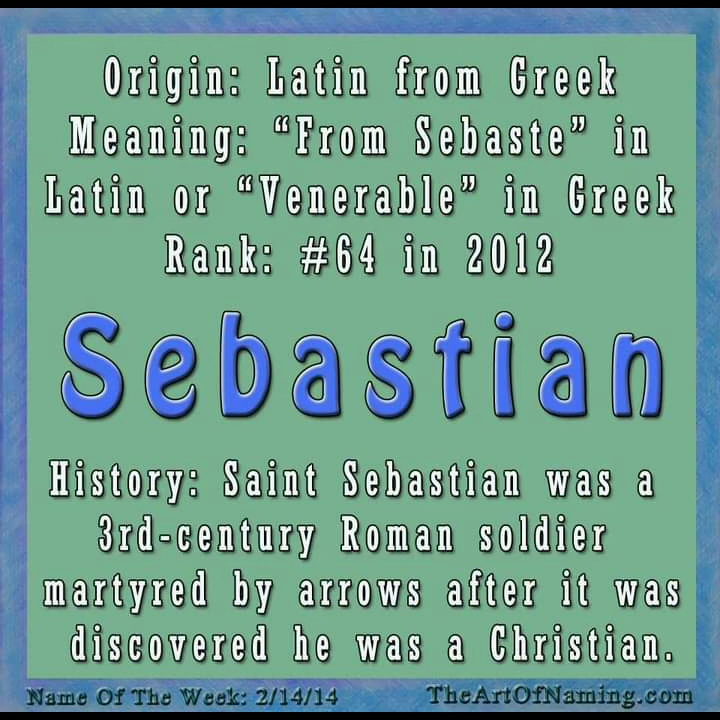 Origin: Latin from Greek
Meaning: “From Sebaste” in
Latin or “Venerable” in Greek
Rank: #64 in 2012
Sebastian
History: Saint Sebastian was a
3rd-century Roman soldier
martyred by arrows after it was
discovered he was a Christian.
Name Of The Week: 2/14/14
TheArtOfNaming.com